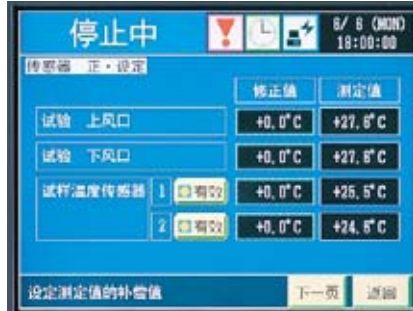 停止中
6/ 6 (MON)
18:00:00
传感器 正·设定
修正值 测定值
试验 上风口 +0.0°C +27.6°C
试验 下风口 +0.0°C +27.6°C
试样温度传感器 1 有效 +0.0°C +25.5°C
2 有效 +0.0°C +24.5°C
设定测定值的补偿值 下一页 返回